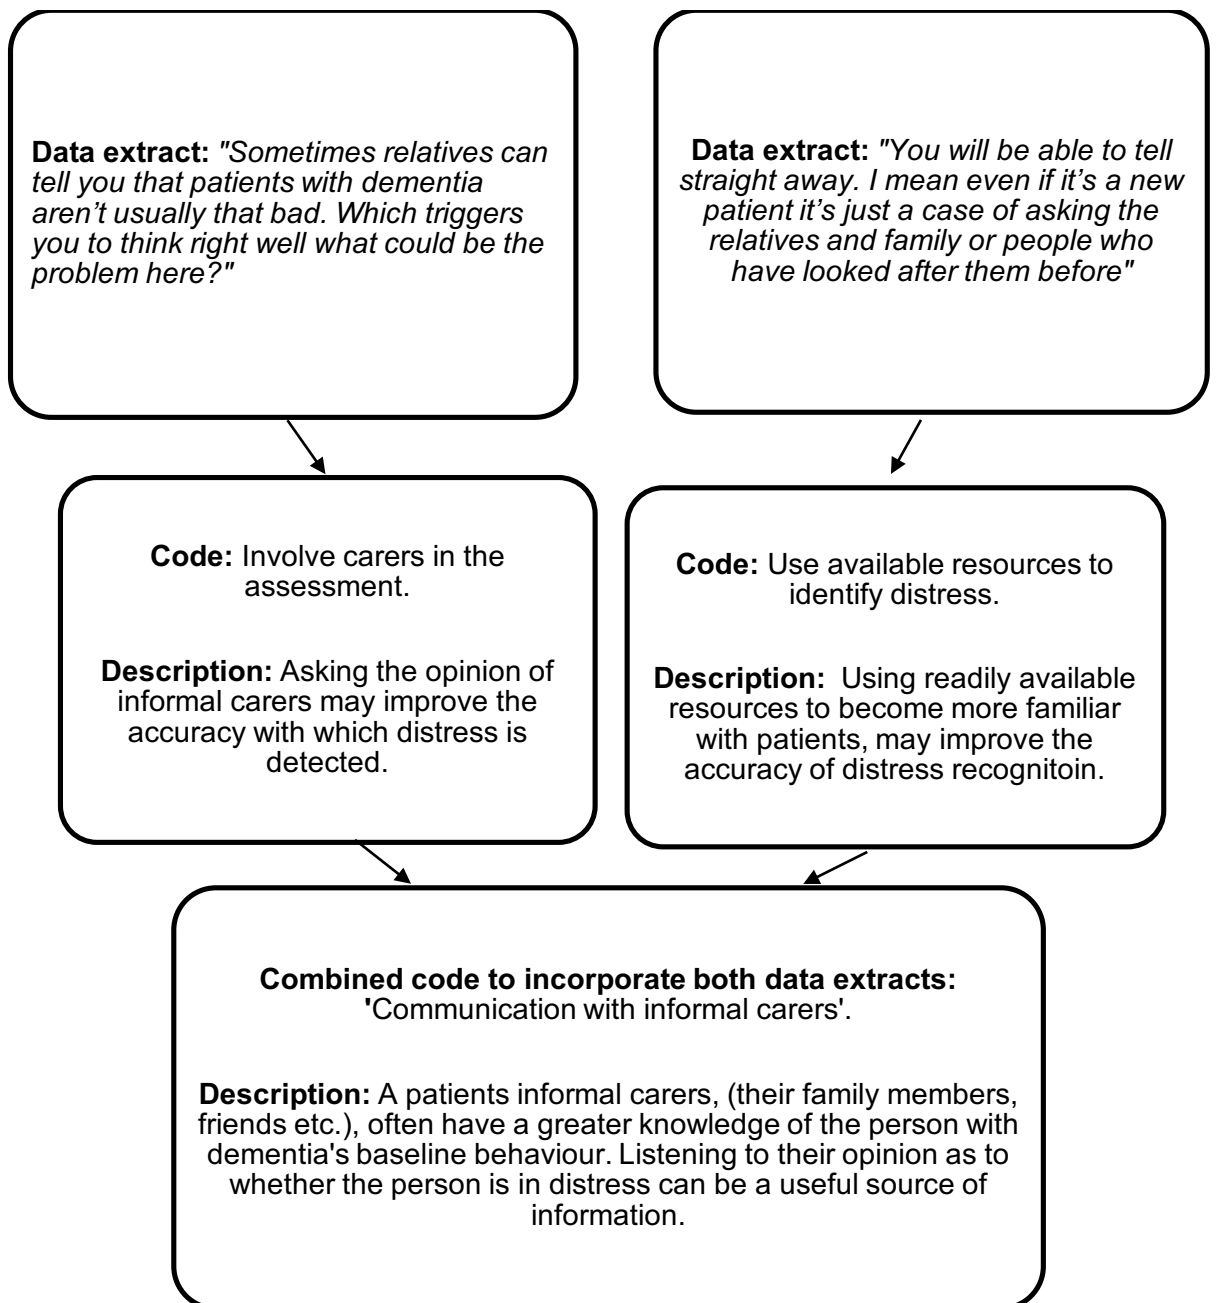 Data extract: "Sometimes relatives can
tell you that patients with dementia
aren't usually that bad. Which triggers
you to think right well what could be the
problem here?"
Data extract: "You will be able to tell
straight away. I mean even if it's a new
patient it's just a case of asking the
relatives and family or people who
have looked after them before"
Code: Involve carers in the
assessment.
Description: Asking the opinion of
informal carers may improve the
accuracy with which distress is
detected.
Code: Use available resources to
identify distress.
Description:  Using readily available
resources to become more familiar
with patients, may improve the
accuracy of distress recognitoin.
Combined code to incorporate both data extracts:
'Communication with informal carers'.
Description: A patients informal carers, (their family members,
friends etc.), often have a greater knowledge of the person with
dementia's baseline behaviour. Listening to their opinion as to
whether the person is in distress can be a useful source of
information.